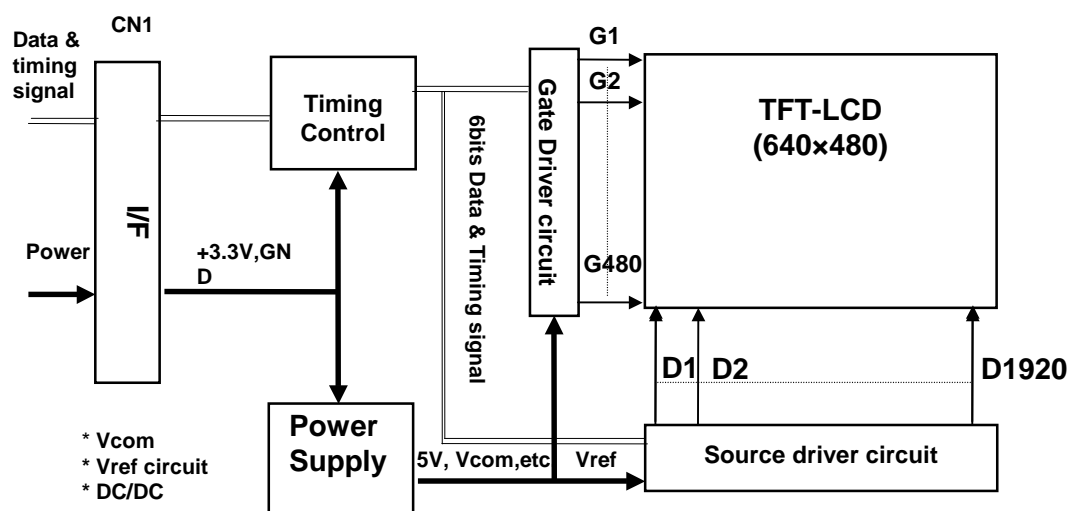 CN1
Data &
timing
signal
I/F
Power
Timing
Control
+3.3V,GN
D
6bits Data & Timing signal
Gate Driver circuit
G1
G2
G480
TFT-LCD
(640×480)
D1
D2
D1920
* Vcom
* Vref circuit
* DC/DC
Power
Supply
5V, Vcom,etc
Vref
Source driver circuit